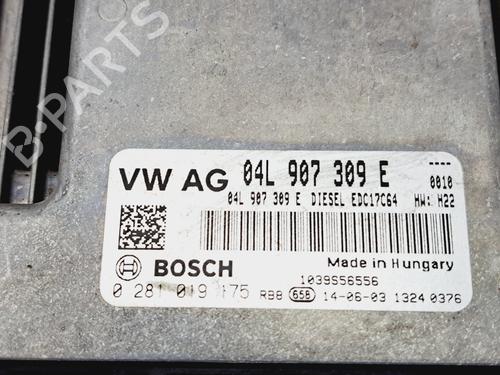 B-PARTS
VW AG 04L 907 309 E
0010
04L 907 309 E DIESEL EDC17C64 HW: H22
BOSCH
Made in Hungary
1039S56556
0 281 019 175 RB8 658 14-06-03 1324 0376